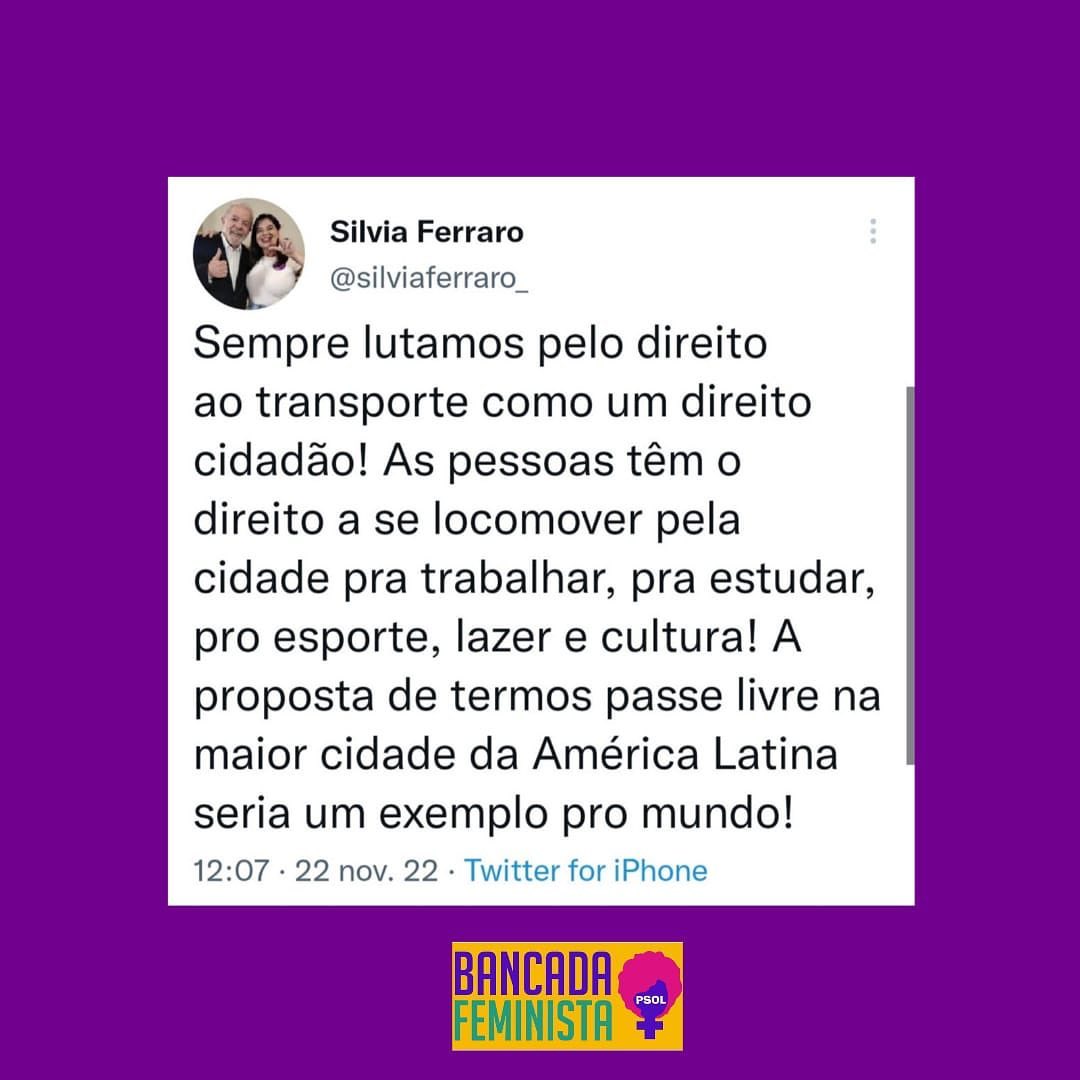 Silvia Ferraro
@silviaferraro_
Sempre lutamos pelo direito
ao transporte como um direito
cidadão! As pessoas têm o
direito a se locomover pela
cidade pra trabalhar, pra estudar,
pro esporte, lazer e cultura! A
proposta de termos passe livre na
maior cidade da América Latina
seria um exemplo pro mundo!
12:07 · 22 nov. 22 · Twitter for iPhone
BANCADA
FEMINISTA
PSOL